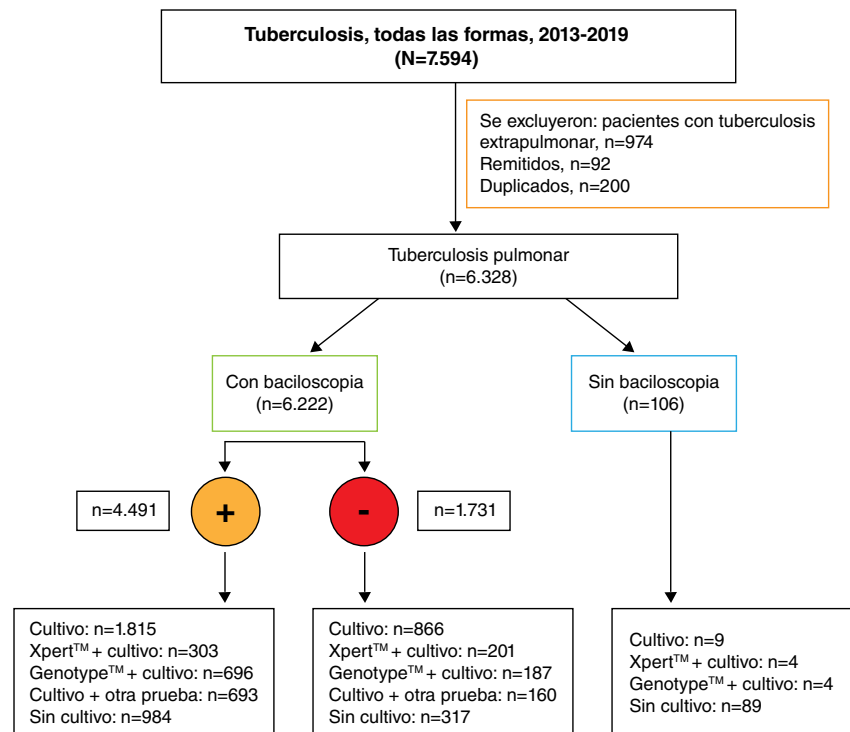 Tuberculosis, todas las formas, 2013-2019
(N=7.594)
Se excluyeron: pacientes con tuberculosis
extrapulmonar, n=974
Remitidos, n=92
Duplicados, n=200
Tuberculosis pulmonar
(n=6.328)
Con baciloscopia
(n=6.222)
Sin baciloscopia
(n=106)
n=4.491
+
-
n=1.731
Cultivo: n=1.815
Xpert™ + cultivo: n=303
Genotype™ + cultivo: n=696
Cultivo + otra prueba: n=693
Sin cultivo: n=984
Cultivo: n=866
Xpert™ + cultivo: n=201
Genotype™ + cultivo: n=187
Cultivo + otra prueba: n=160
Sin cultivo: n=317
Cultivo: n=9
Xpert™ + cultivo: n=4
Genotype™ + cultivo: n=4
Sin cultivo: n=89